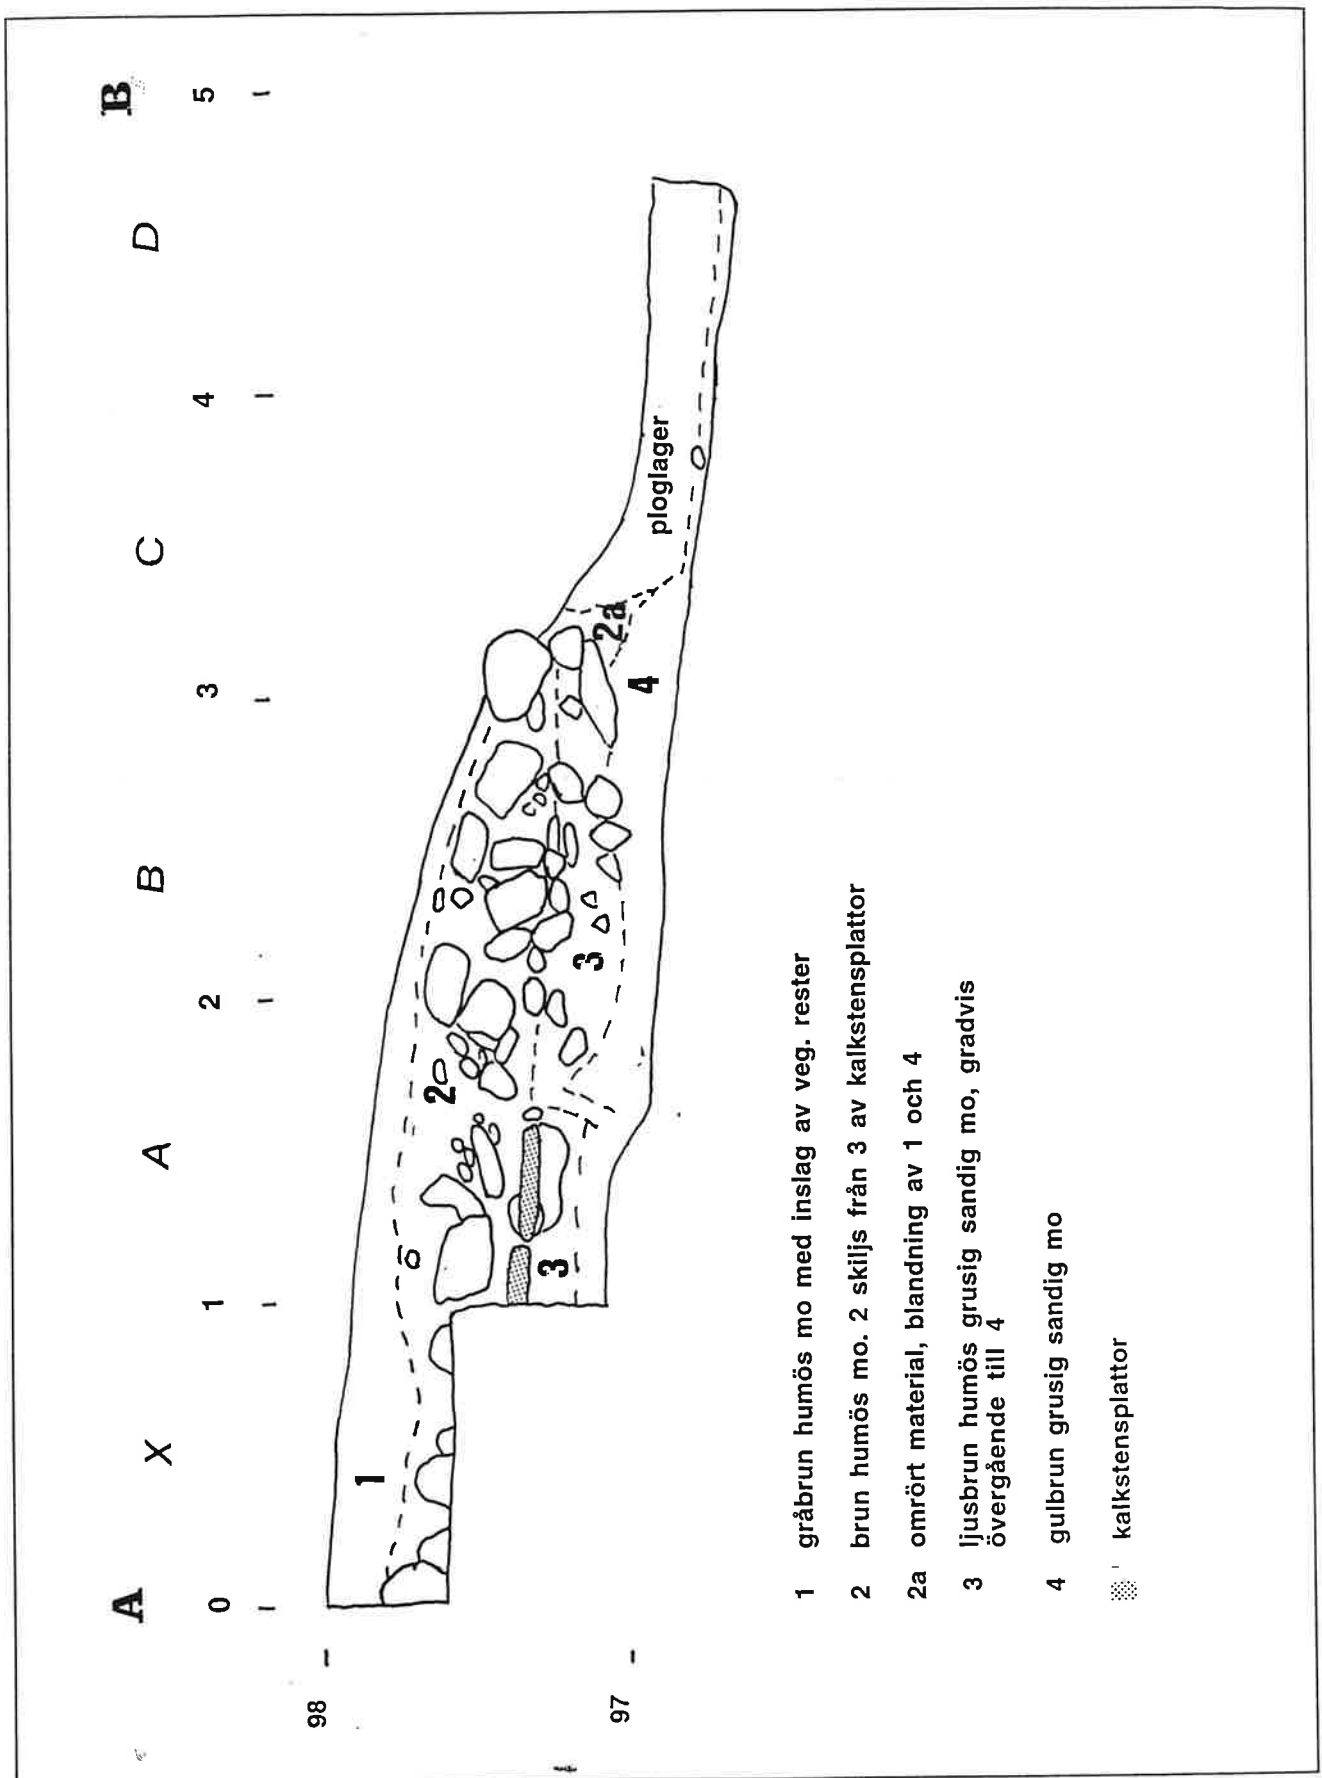 A B
0 1 2 3 4 5
X A B C D
98
97
1
2
3
3
2a
4
ploglager
1 gråbrun humös mo med inslag av veg. rester
2 brun humös mo. 2 skiljs från 3 av kalkstensplattor
2a omrört material, blandning av 1 och 4
3 ljusbrun humös grusig sandig mo, gradvis
övergående till 4
4 gulbrun grusig sandig mo
kalkstensplattor